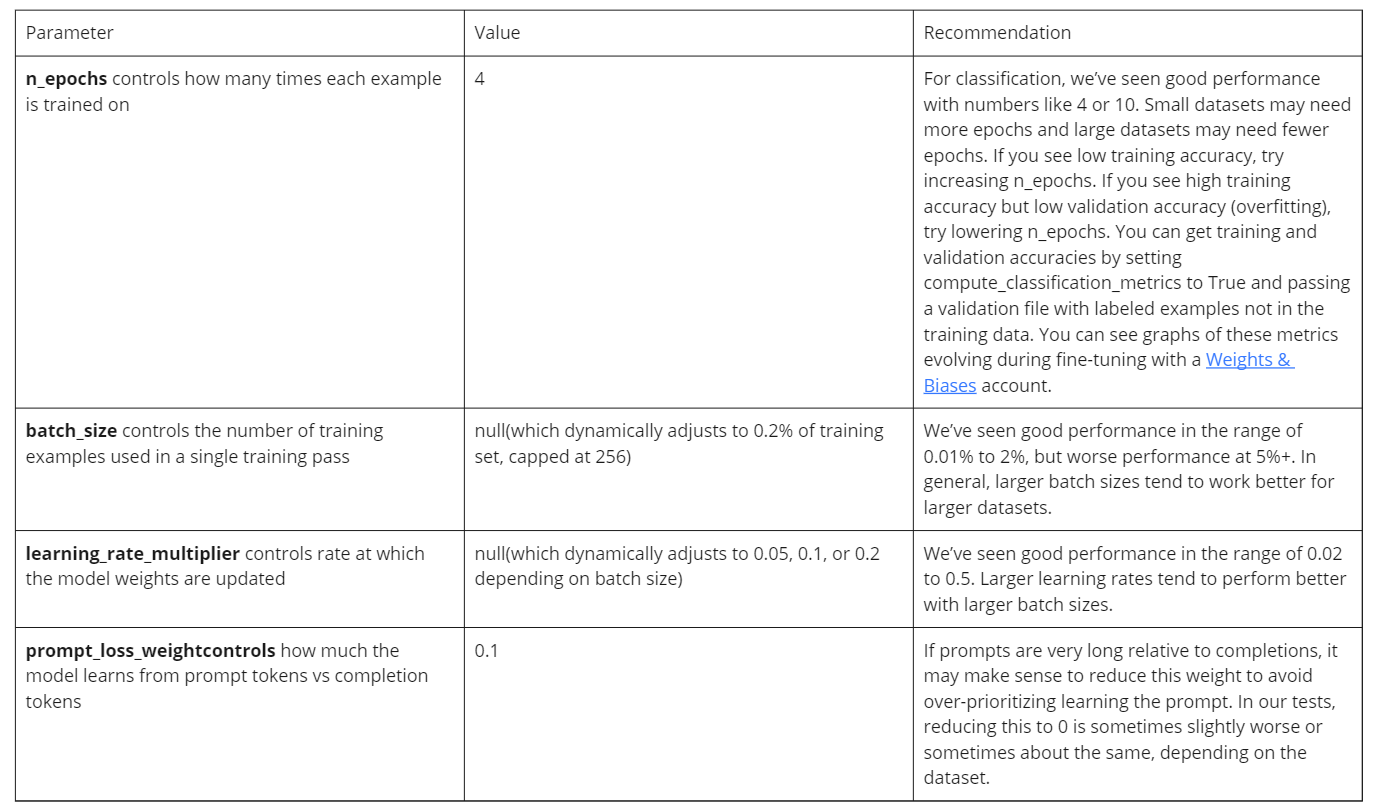 Parameter
Value
Recommendation
n_epochs controls how many times each example
is trained on
4
For classification, we’ve seen good performance
with numbers like 4 or 10. Small datasets may need
more epochs and large datasets may need fewer
epochs. If you see low training accuracy, try
increasing n_epochs. If you see high training
accuracy but low validation accuracy (overfitting),
try lowering n_epochs. You can get training and
validation accuracies by setting
compute_classification_metrics to True and passing
a validation file with labeled examples not in the
training data. You can see graphs of these metrics
evolving during fine-tuning with a Weights &
Biases account.
batch_size controls the number of training
examples used in a single training pass
null(which dynamically adjusts to 0.2% of training
set, capped at 256)
We’ve seen good performance in the range of
0.01% to 2%, but worse performance at 5%+. In
general, larger batch sizes tend to work better for
larger datasets.
learning_rate_multiplier controls rate at which
the model weights are updated
null(which dynamically adjusts to 0.05, 0.1, or 0.2
depending on batch size)
We’ve seen good performance in the range of 0.02
to 0.5. Larger learning rates tend to perform better
with larger batch sizes.
prompt_loss_weightcontrols how much the
model learns from prompt tokens vs completion
tokens
0.1
If prompts are very long relative to completions, it
may make sense to reduce this weight to avoid
over-prioritizing learning the prompt. In our tests,
reducing this to 0 is sometimes slightly worse or
sometimes about the same, depending on the
dataset.